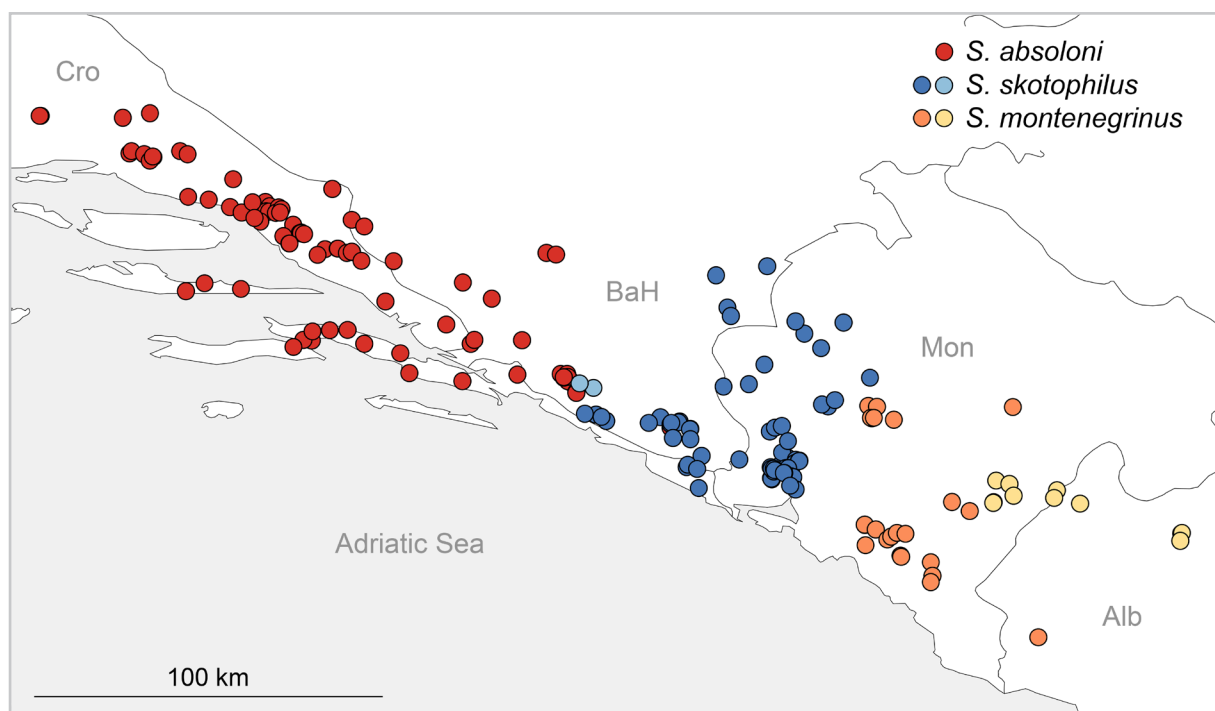 S. absoloni
Cro
S. skotophilus
S. montenegrinus
BaH
Mon
Adriatic Sea
Alb
100 km